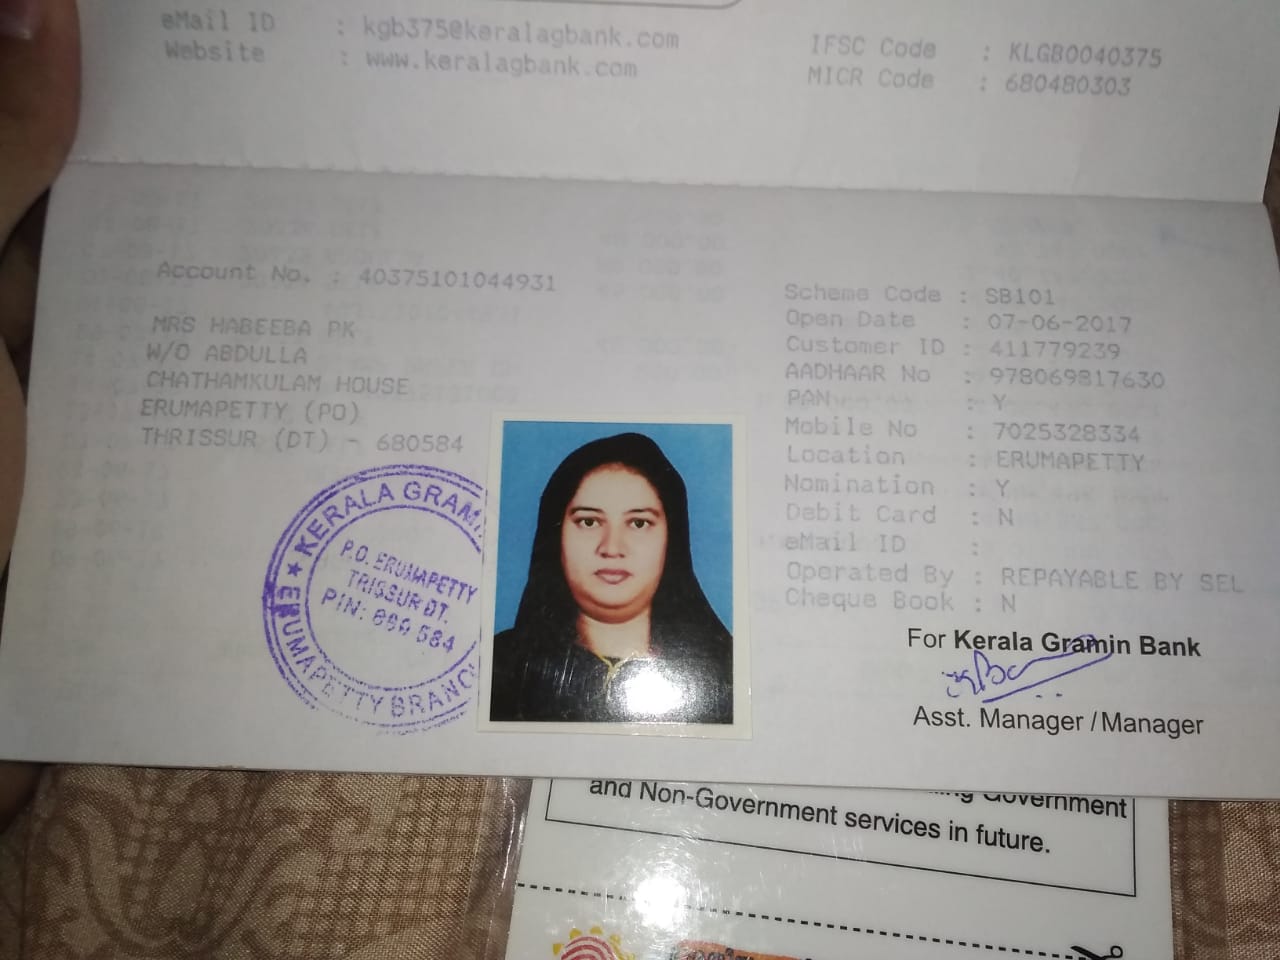 eMail ID : kgb375@keralagbank.com
Website : www.keralagbank.com
IFSC Code : KLGB0040375
MICR Code : 680480303
Account No. : 40375101044931
MRS HABEEBA PK
W/O ABDULLA
CHATHAMKULAM HOUSE
ERUMAPETTY (PO)
THRISSUR (DT) - 680584
Scheme Code : SB101
Open Date : 07-06-2017
Customer ID : 411779239
AADHAAR No : 978069817630
PAN : Y
Mobile No : 7025328334
Location : ERUMAPETTY
Nomination : Y
Debit Card : N
eMail ID :
Operated By : REPAYABLE BY SEL
Cheque Book : N
KERALA GRAM
P.O. ERUMAPETTY
TRISSUR DT.
PIN: 680 584
ERUMAPETTY BRANC
For Kerala Gramin Bank
Asst. Manager / Manager
Government
and Non-Government services in future.